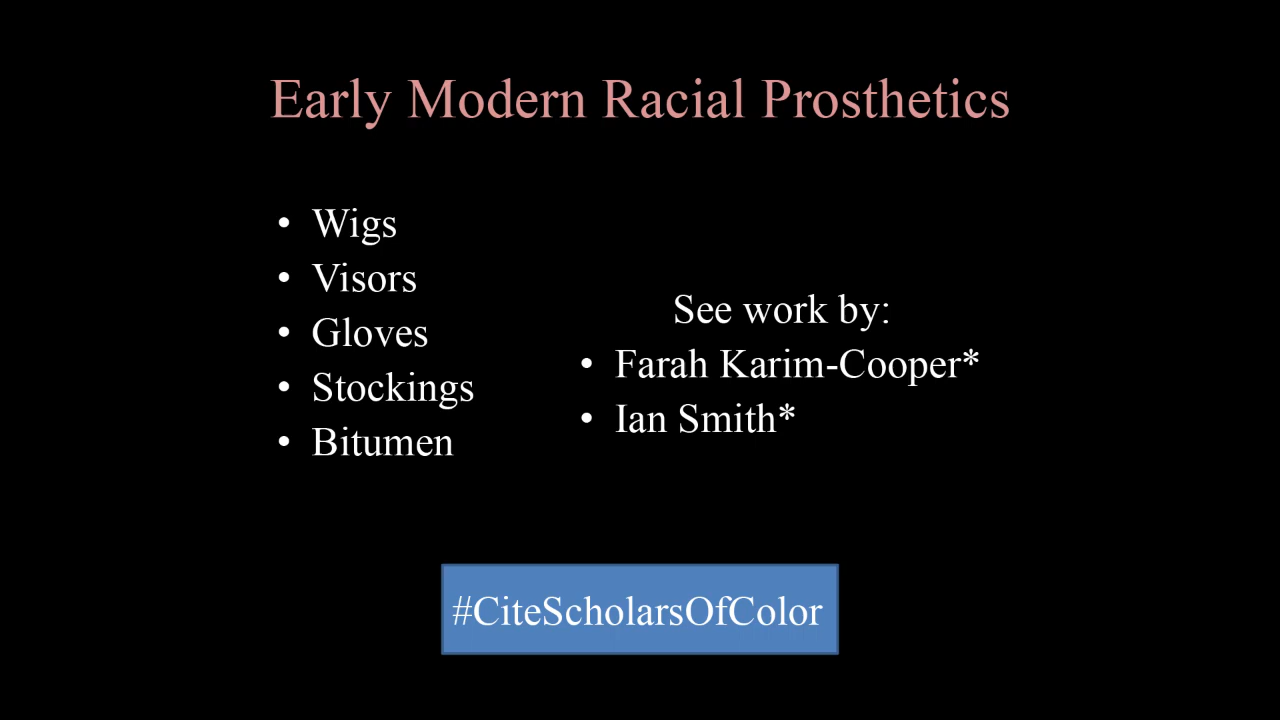 Early Modern Racial Prosthetics
• Wigs
• Visors
• Gloves
• Stockings
• Bitumen
See work by:
• Farah Karim-Cooper*
• Ian Smith*
#CiteScholarsOfColor